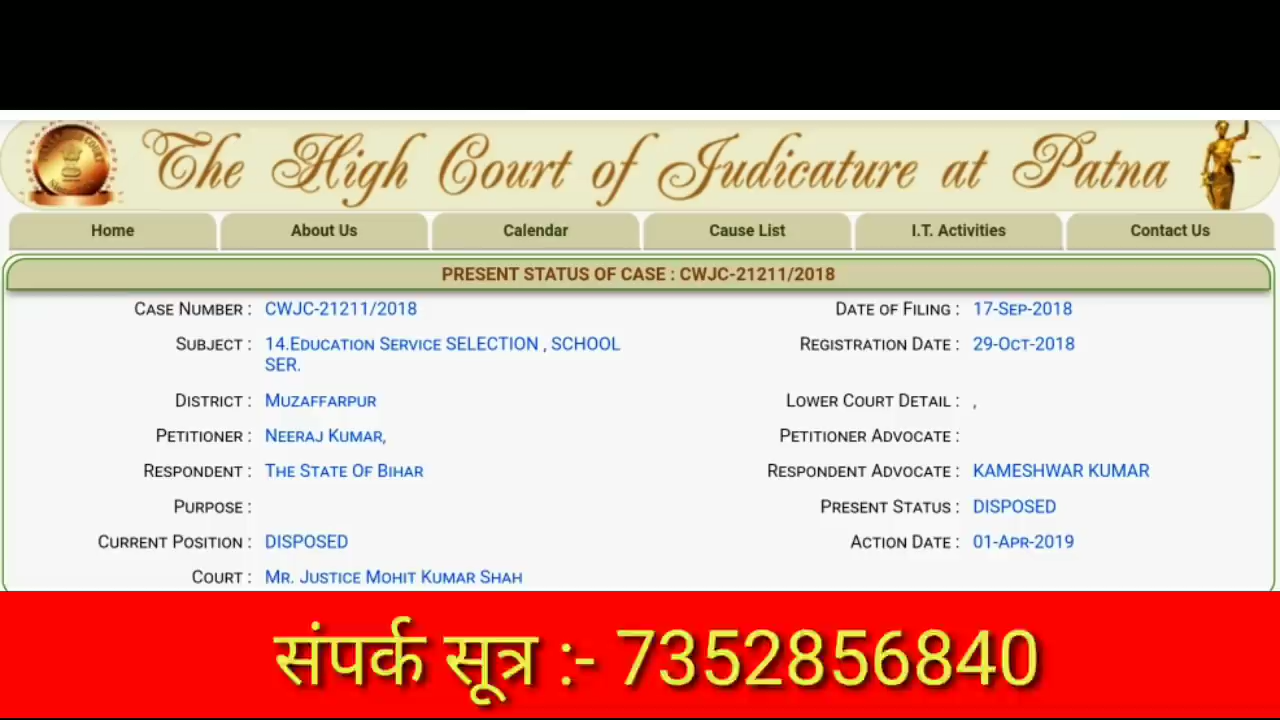 The High Court of Judicature at Patna
Home About Us Calendar Cause List I.T. Activities Contact Us
PRESENT STATUS OF CASE : CWJC-21211/2018
CASE NUMBER : CWJC-21211/2018 DATE OF FILING : 17-SEP-2018
SUBJECT : 14.EDUCATION SERVICE SELECTION , SCHOOL REGISTRATION DATE : 29-OCT-2018
SER.
DISTRICT : MUZAFFARPUR LOWER COURT DETAIL : ,
PETITIONER : NEERAJ KUMAR, PETITIONER ADVOCATE :
RESPONDENT : THE STATE OF BIHAR RESPONDENT ADVOCATE : KAMESHWAR KUMAR
PURPOSE : PRESENT STATUS : DISPOSED
CURRENT POSITION : DISPOSED ACTION DATE : 01-APR-2019
COURT : MR. JUSTICE MOHIT KUMAR SHAH
संपर्क सूत्र :- 7352856840